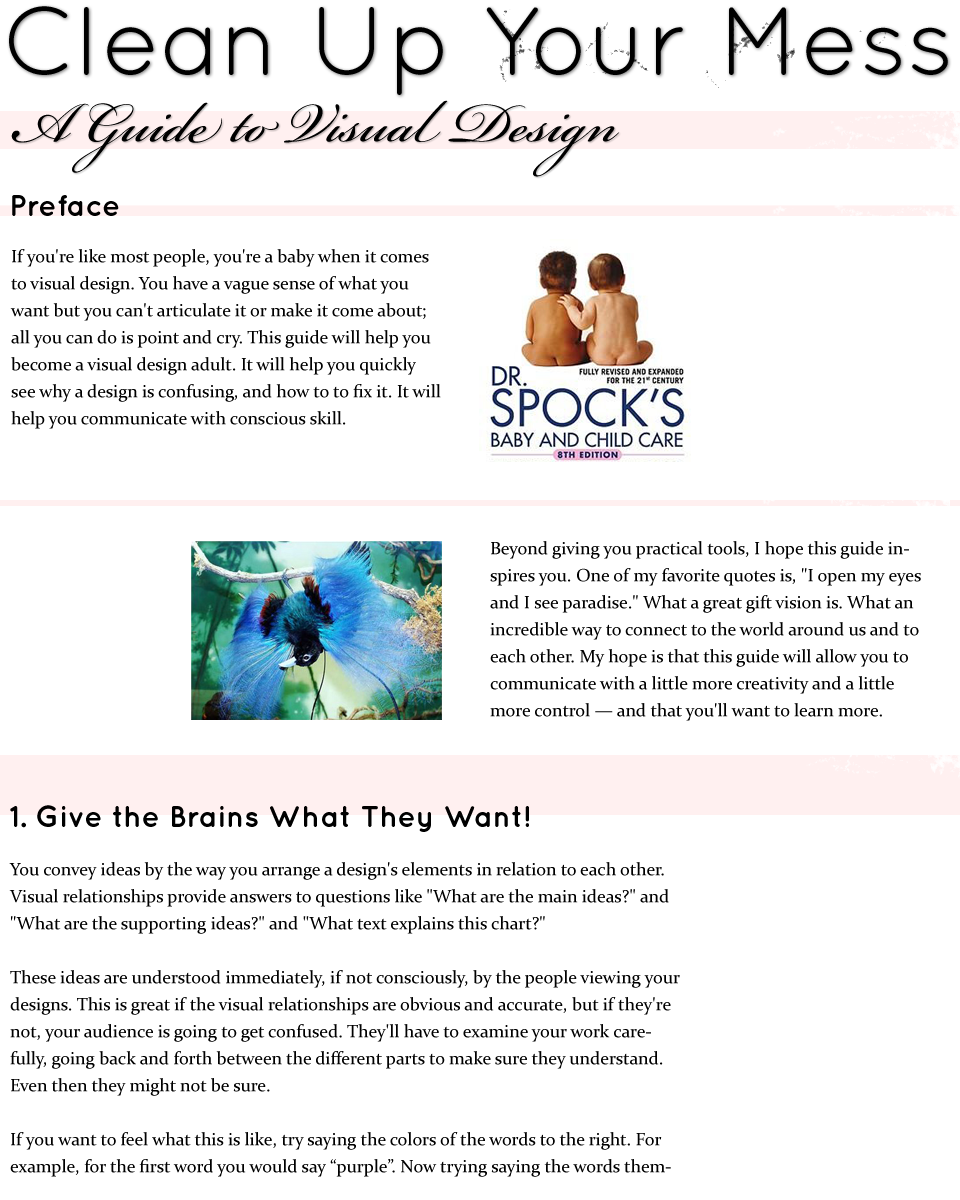 Clean Up Your Mess
A Guide to Visual Design
Preface
If you're like most people, you're a baby when it comes
to visual design. You have a vague sense of what you
want but you can't articulate it or make it come about;
all you can do is point and cry. This guide will help you
become a visual design adult. It will help you quickly
see why a design is confusing, and how to to fix it. It will
help you communicate with conscious skill.
FULLY REVISED AND EXPANDED
FOR THE 21ST CENTURY
DR.
SPOCK'S
BABY AND CHILD CARE
8TH EDITION
Beyond giving you practical tools, I hope this guide in-
spires you. One of my favorite quotes is, "I open my eyes
and I see paradise." What a great gift vision is. What an
incredible way to connect to the world around us and to
each other. My hope is that this guide will allow you to
communicate with a little more creativity and a little
more control — and that you'll want to learn more.
1. Give the Brains What They Want!
You convey ideas by the way you arrange a design's elements in relation to each other.
Visual relationships provide answers to questions like "What are the main ideas?" and
"What are the supporting ideas?" and "What text explains this chart?"
These ideas are understood immediately, if not consciously, by the people viewing your
designs. This is great if the visual relationships are obvious and accurate, but if they're
not, your audience is going to get confused. They'll have to examine your work care-
fully, going back and forth between the different parts to make sure they understand.
Even then they might not be sure.
If you want to feel what this is like, try saying the colors of the words to the right. For
example, for the first word you would say “purple”. Now trying saying the words them-